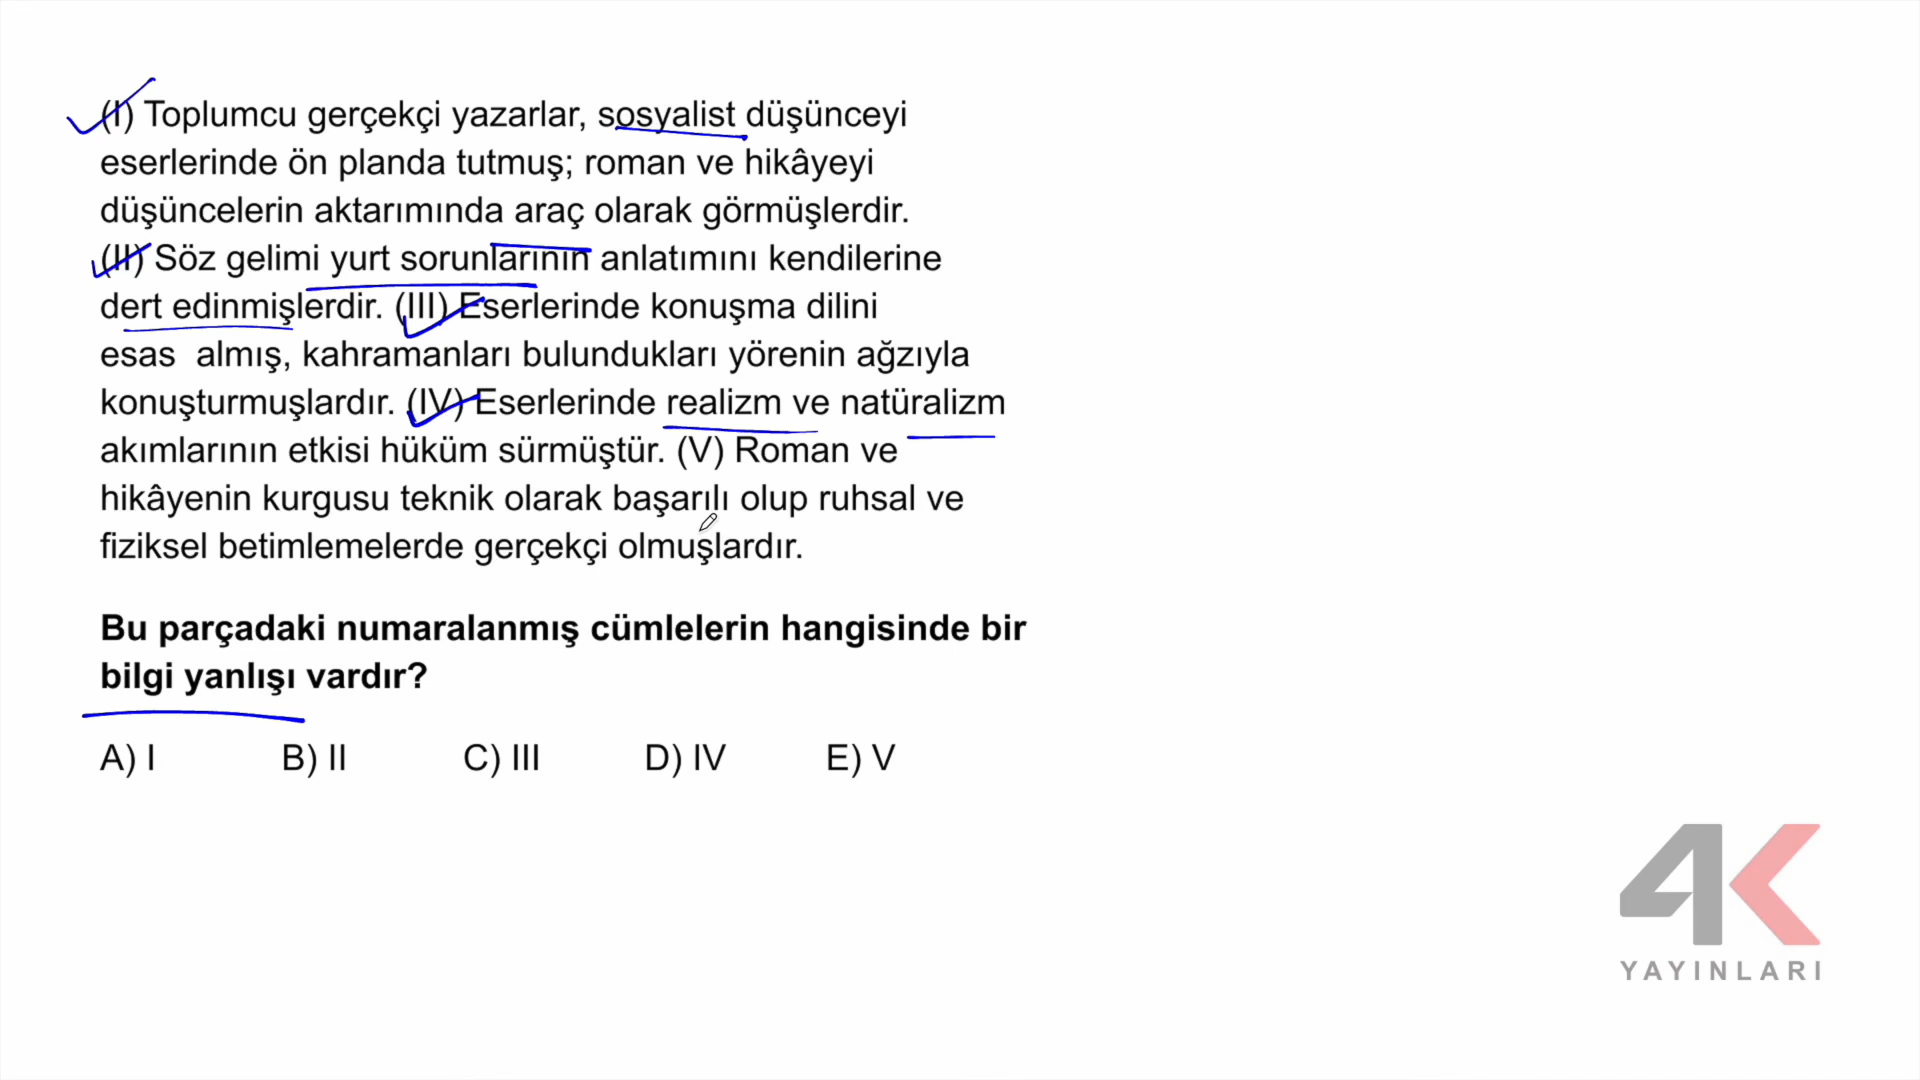 (I) Toplumcu gerçekçi yazarlar, sosyalist düşünceyi
eserlerinde ön planda tutmuş; roman ve hikâyeyi
düşüncelerin aktarımında araç olarak görmüşlerdir.
(II) Söz gelimi yurt sorunlarının anlatımını kendilerine
dert edinmişlerdir. (III) Eserlerinde konuşma dilini
esas almış, kahramanları bulundukları yörenin ağzıyla
konuşturmuşlardır. (IV) Eserlerinde realizm ve natüralizm
akımlarının etkisi hüküm sürmüştür. (V) Roman ve
hikâyenin kurgusu teknik olarak başarılı olup ruhsal ve
fiziksel betimlemelerde gerçekçi olmuşlardır.
Bu parçadaki numaralanmış cümlelerin hangisinde bir
bilgi yanlışı vardır?
A) I B) II C) III D) IV E) V
4K
YAYINLARI